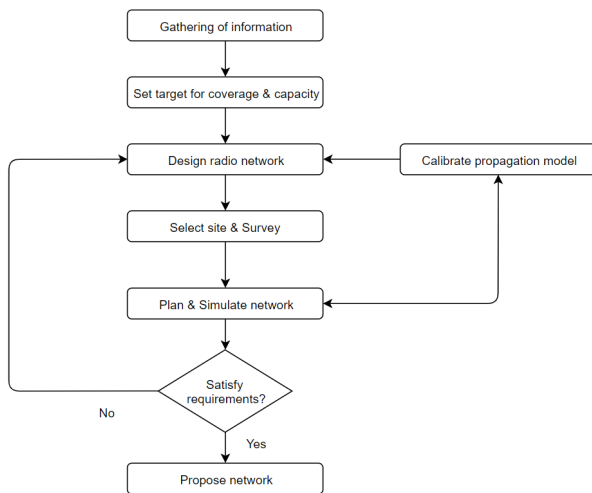 Gathering of information
Set target for coverage & capacity
Design radio network
Calibrate propagation model
Select site & Survey
Plan & Simulate network
Satisfy
requirements?
No
Yes
Propose network